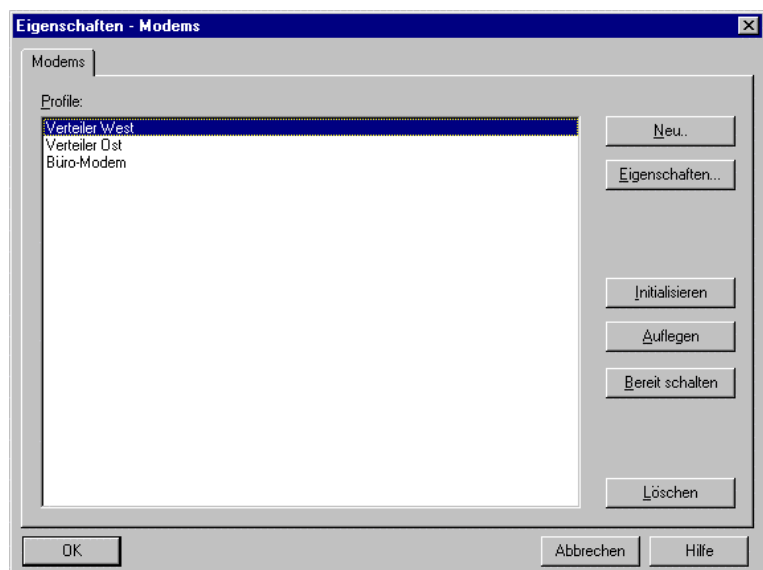 Eigenschaften - Modems
Modems
Profile:
Verteiler West
Verteiler Ost
Büro-Modem
Neu..
Eigenschaften...
Initialisieren
Auflegen
Bereit schalten
Löschen
OK
Abbrechen
Hilfe